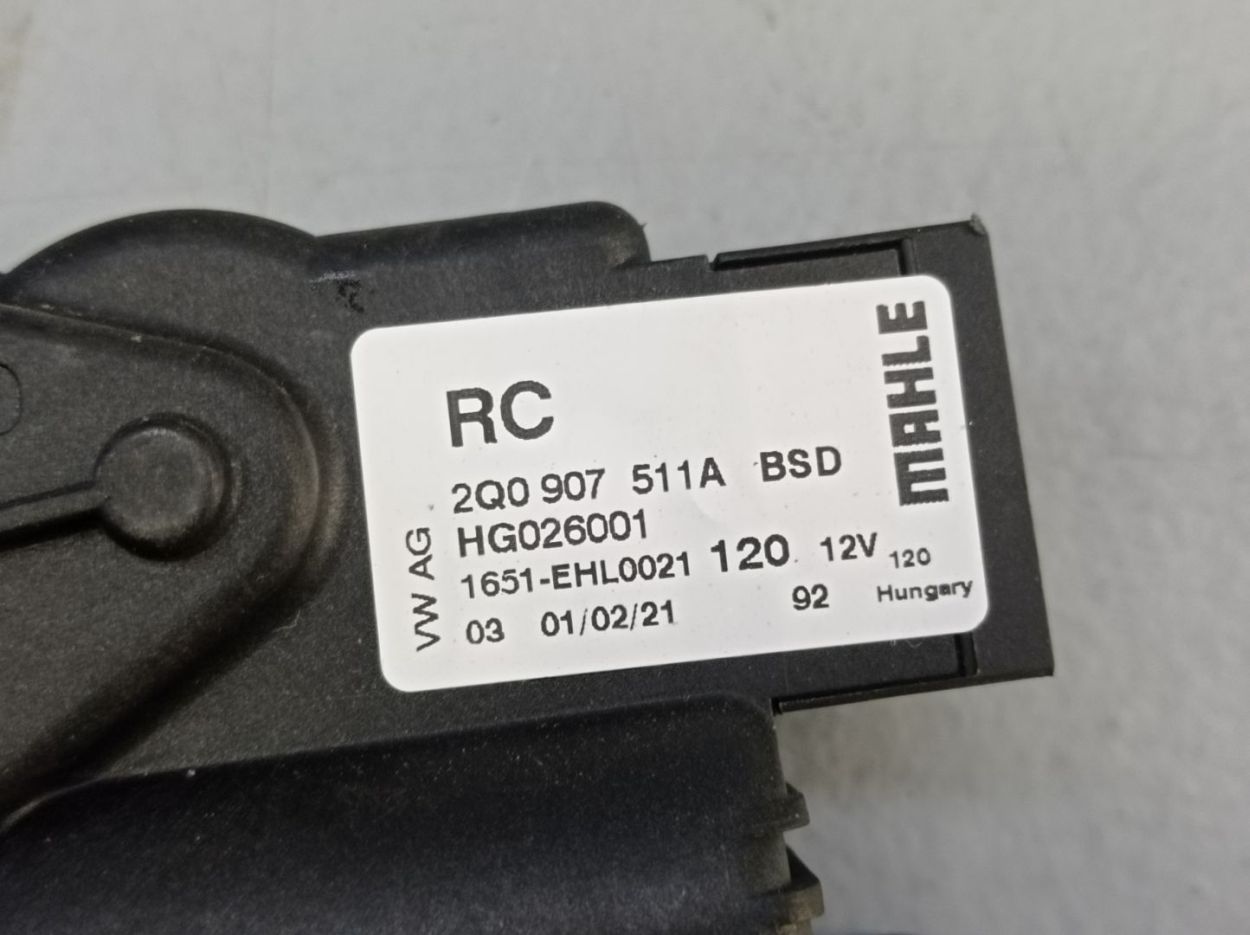 RC
2Q0 907 511A BSD
HG026001
1651-EHL0021 120 12V 120
03 01/02/21 92 Hungary
VW AG
MAHLE